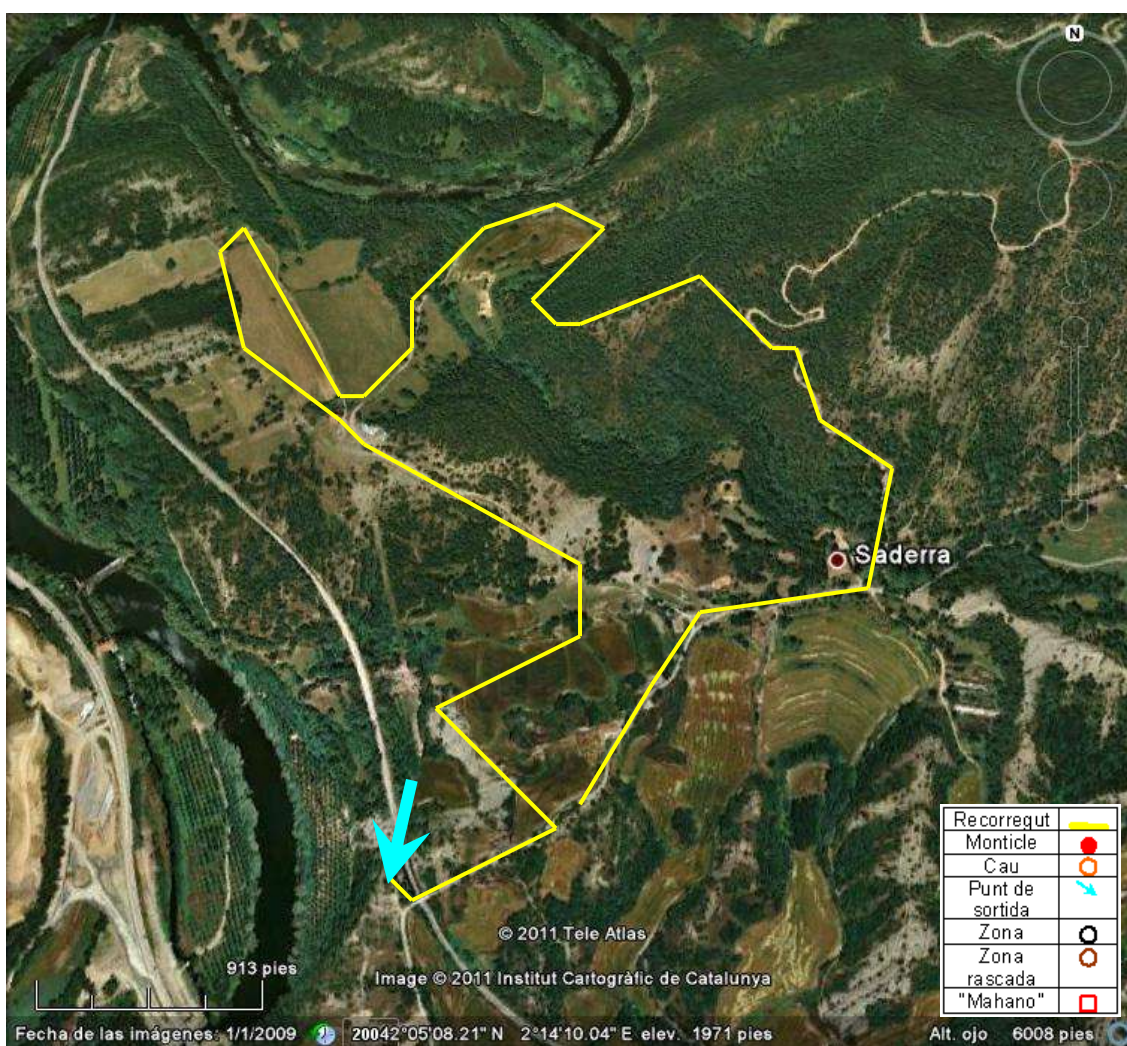 N
Saderra
Recorregut
Monticle
Cau
Punt de
sortida
Zona
Zona
rascada
"Mahano"
© 2011 Tele Atlas
Image © 2011 Institut Cartogràfic de Catalunya
913 pies
Fecha de las imágenes: 1/1/2009 20042°05'08.21" N 2°14'10.04" E elev. 1971 pies Alt. ojo 6008 pies